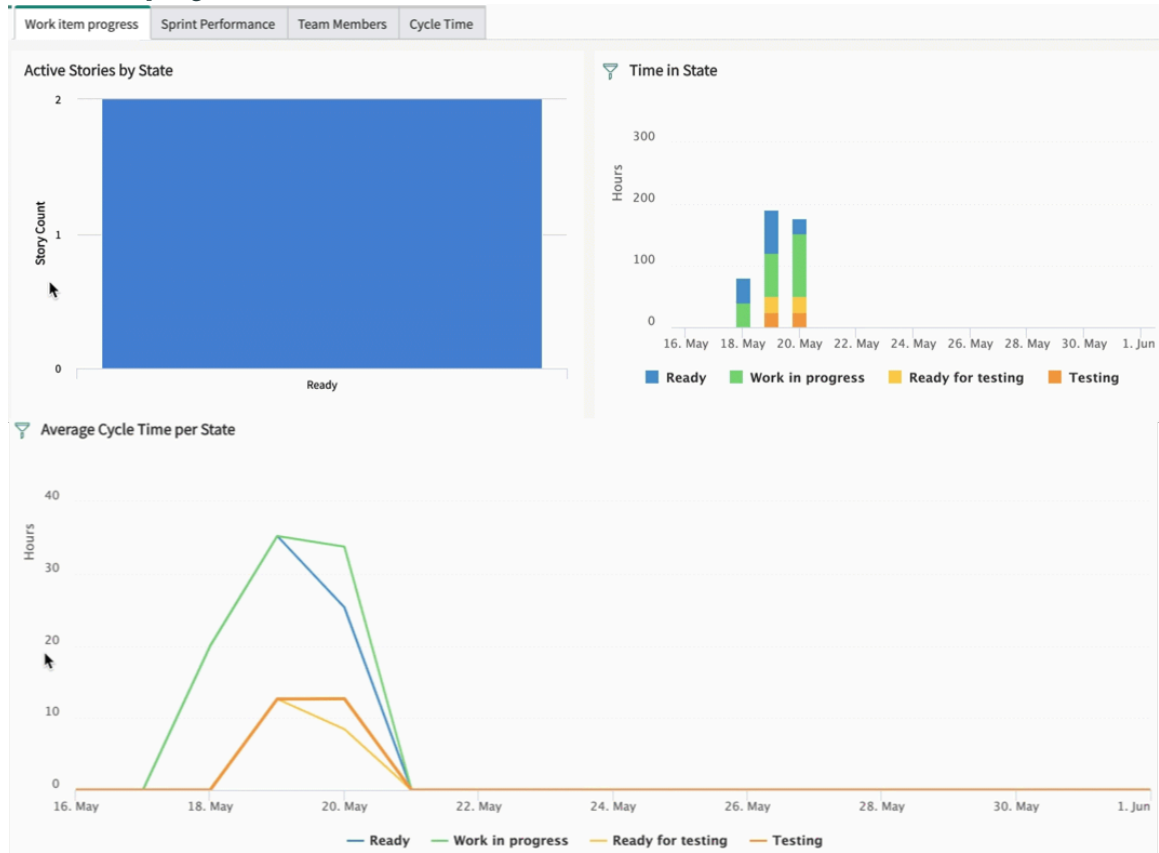 Work item progress
Sprint Performance
Team Members
Cycle Time
Active Stories by State
2
1
0
Story Count
Ready
Time in State
300
200
100
0
Hours
16. May 18. May 20. May 22. May 24. May 26. May 28. May 30. May 1. Jun
Ready Work in progress Ready for testing Testing
Average Cycle Time per State
40
30
20
10
0
Hours
16. May 18. May 20. May 22. May 24. May 26. May 28. May 30. May 1. Jun
Ready Work in progress Ready for testing Testing